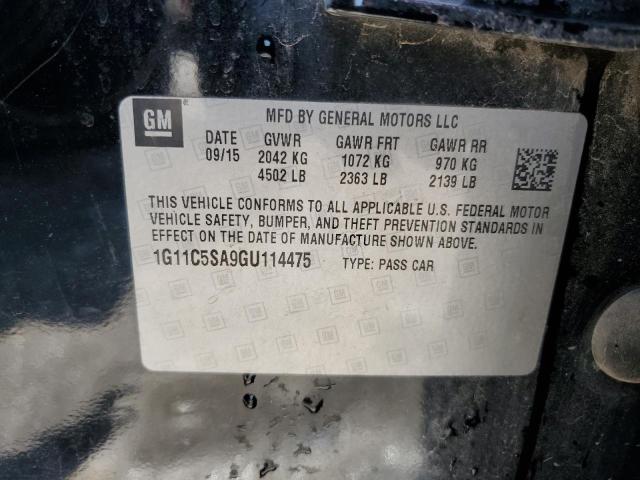 GM
®
MFD BY GENERAL MOTORS LLC
DATE GVWR GAWR FRT GAWR RR
09/15 2042 KG 1072 KG 970 KG
4502 LB 2363 LB 2139 LB
THIS VEHICLE CONFORMS TO ALL APPLICABLE U.S. FEDERAL MOTOR
VEHICLE SAFETY, BUMPER, AND THEFT PREVENTION STANDARDS IN
EFFECT ON THE DATE OF MANUFACTURE SHOWN ABOVE.
1G11C5SA9GU114475 TYPE: PASS CAR